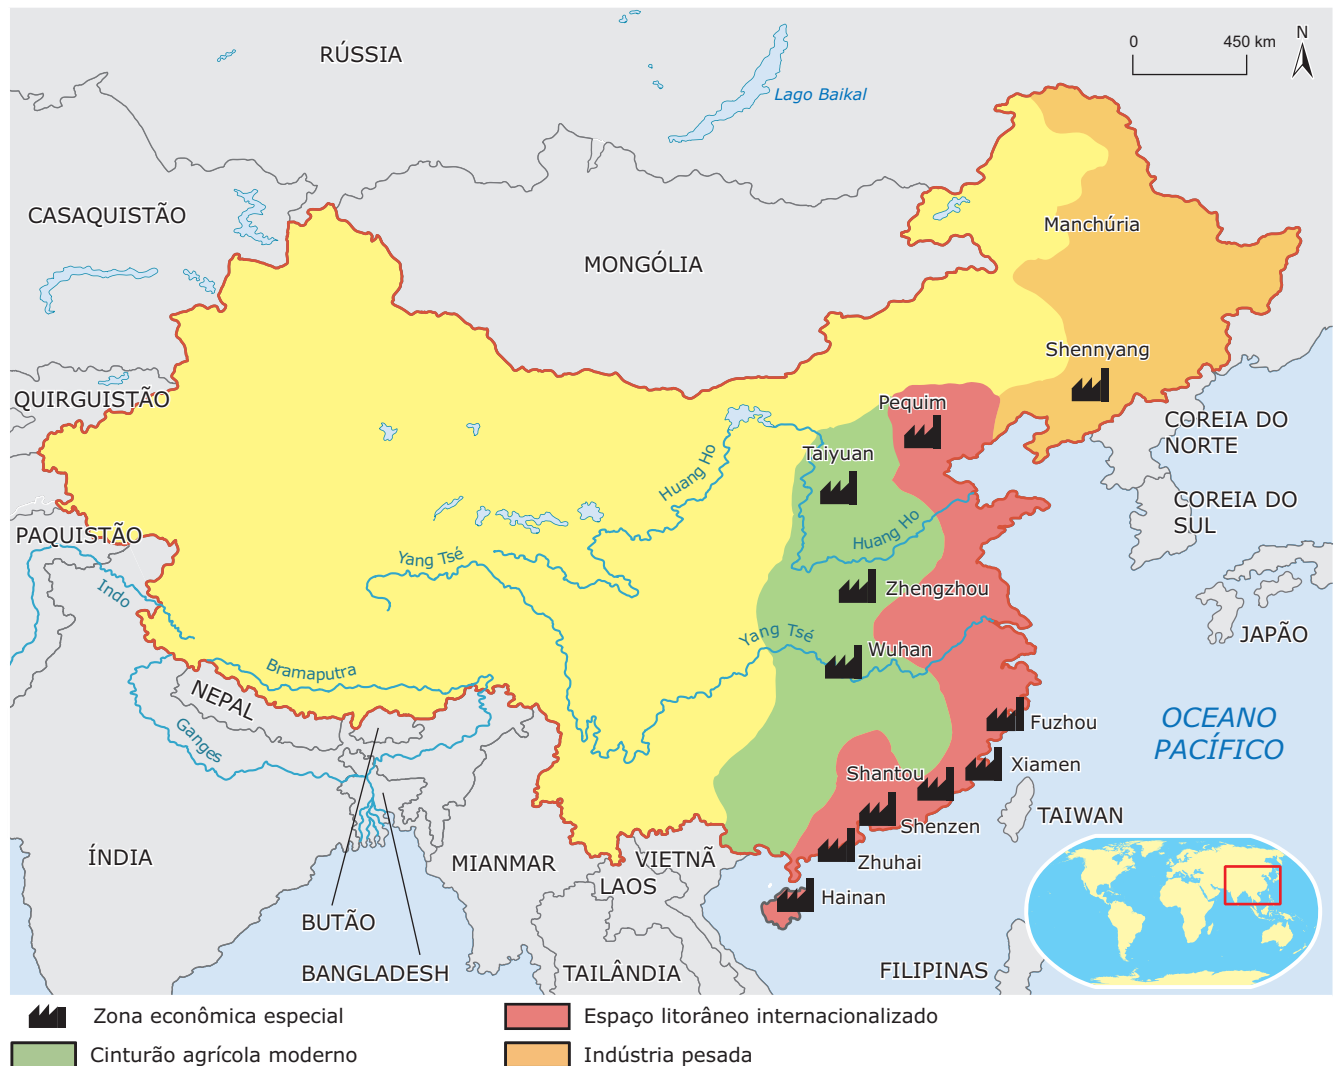 RÚSSIA
0 450 km
N
Lago Baikal
CASAQUISTÃO
MONGÓLIA
Manchúria
Shennyang
QUIRGUISTÃO
Pequim
COREIA DO
NORTE
Taiyuan
Huang Ho
COREIA DO
SUL
PAQUISTÃO
Huang Ho
Yang Tsé
Indo
Zhengzhou
JAPÃO
Yang Tsé
Wuhan
Bramaputra
NEPAL
Ganges
Fuzhou
OCEANO
PACÍFICO
Xiamen
Shantou
TAIWAN
Shenzen
ÍNDIA
MIANMAR
VIETNÃ
Zhuhai
LAOS
Hainan
BUTÃO
BANGLADESH
TAILÂNDIA
FILIPINAS
Zona econômica especial
Espaço litorâneo internacionalizado
Cinturão agrícola moderno
Indústria pesada